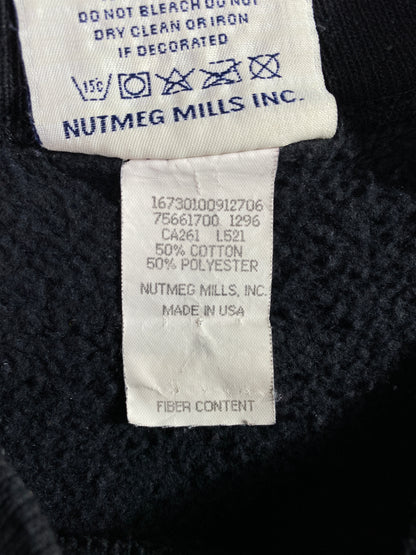 DO NOT BLEACH DO NOT
DRY CLEAN OR IRON
IF DECORATED
15C
NUTMEG MILLS INC.
16730100912706
75661700 1296
CA261 L521
50% COTTON
50% POLYESTER
NUTMEG MILLS, INC.
MADE IN USA
FIBER CONTENT